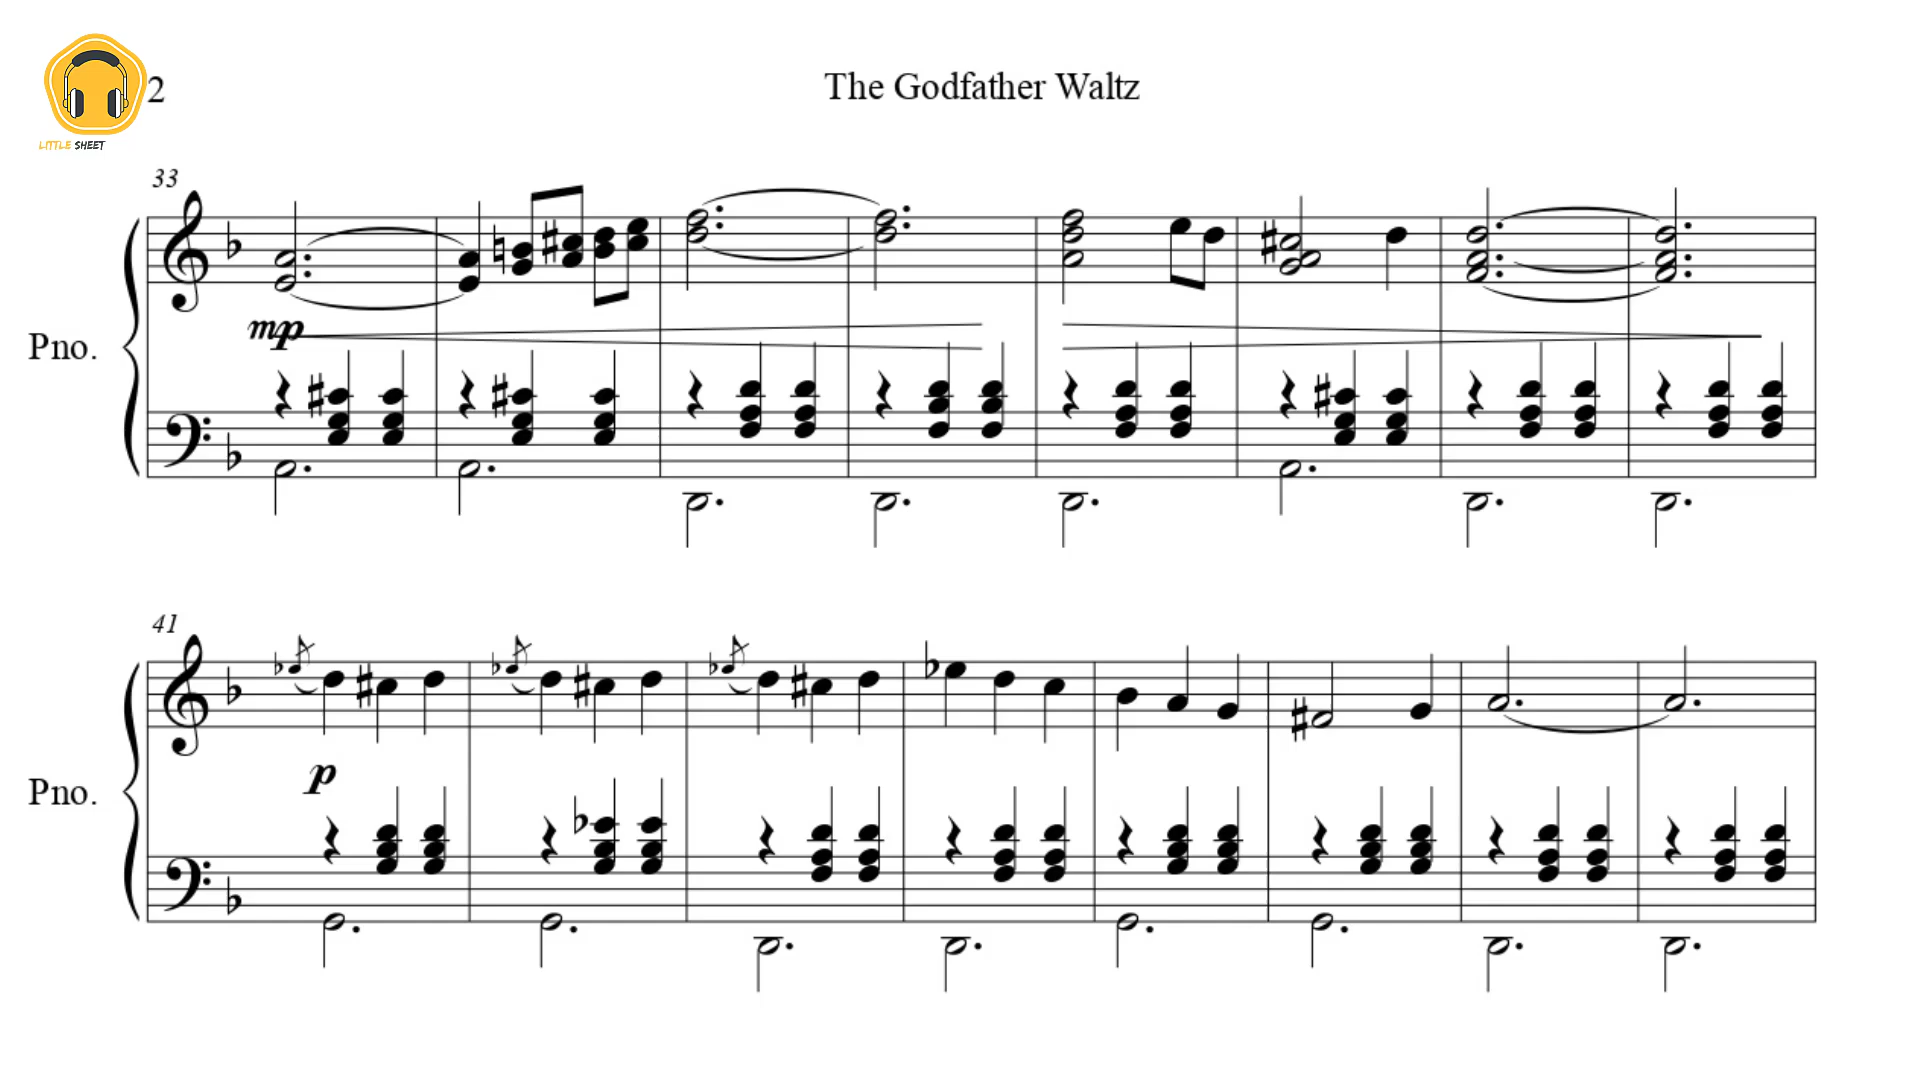 2
The Godfather Waltz
LITTLE SHEET
33
Pno.
mp
41
Pno.
p